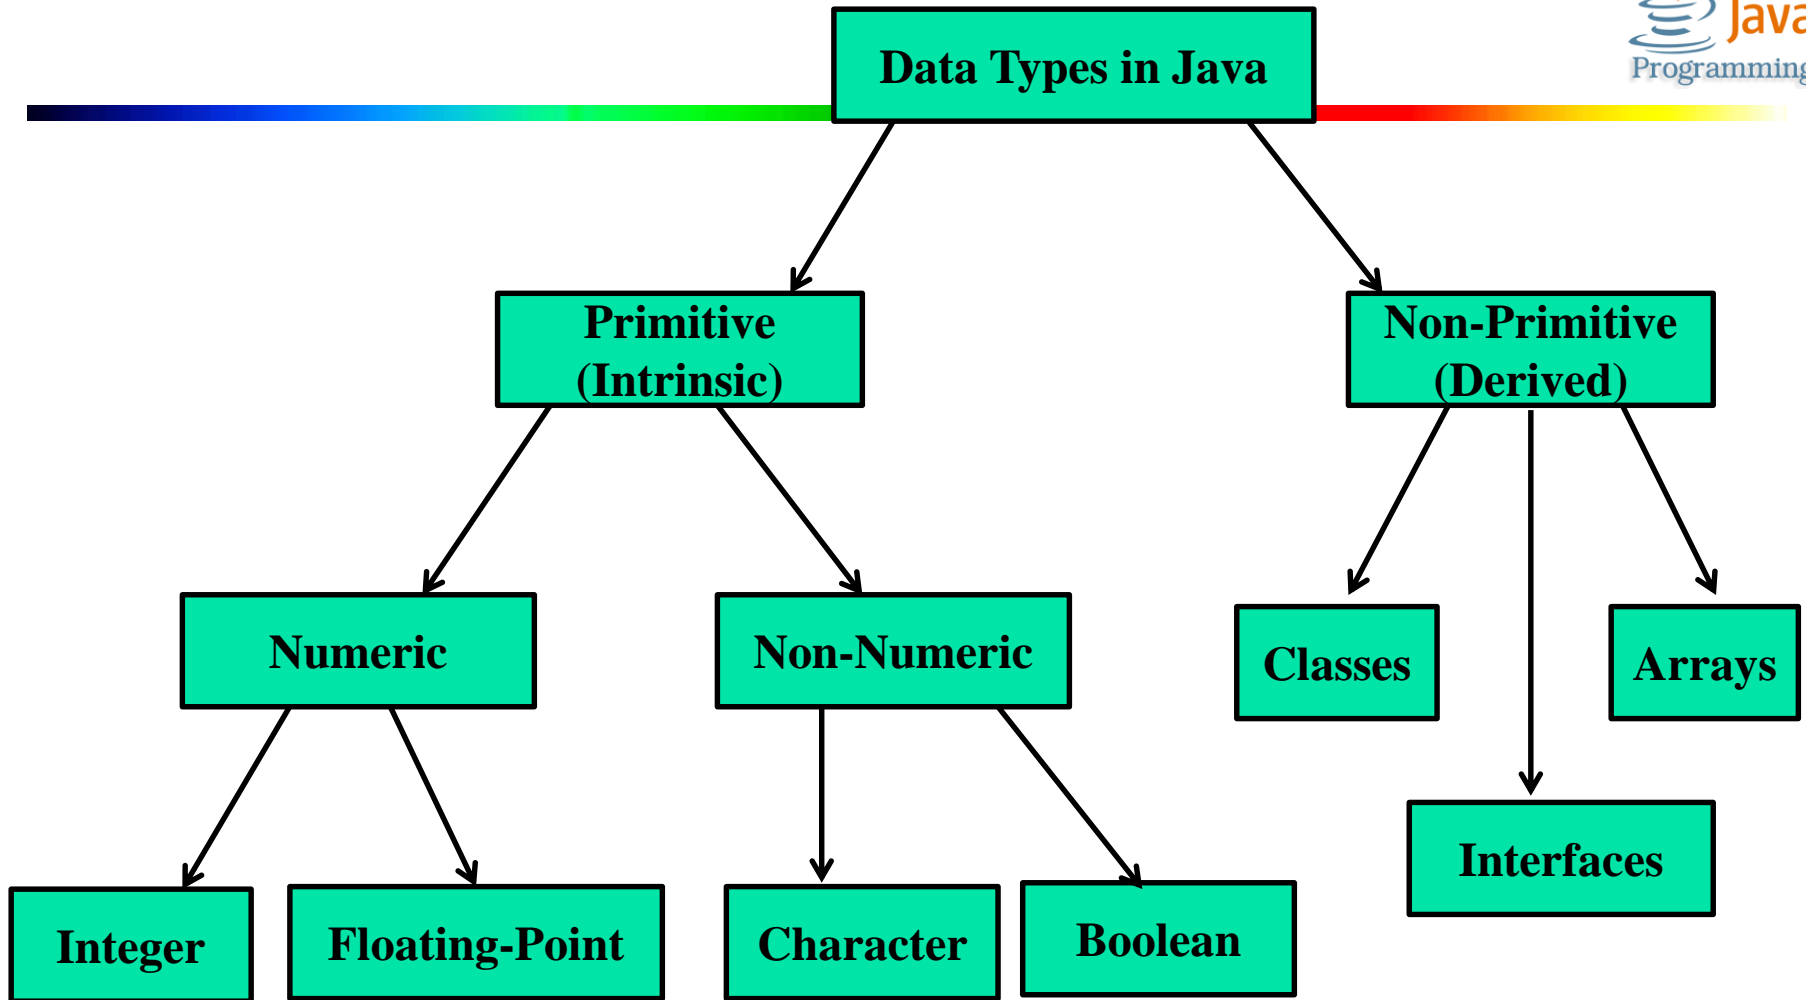 Java
Programming
Data Types in Java
Primitive
(Intrinsic)
Non-Primitive
(Derived)
Numeric
Non-Numeric
Classes
Arrays
Interfaces
Integer
Floating-Point
Character
Boolean